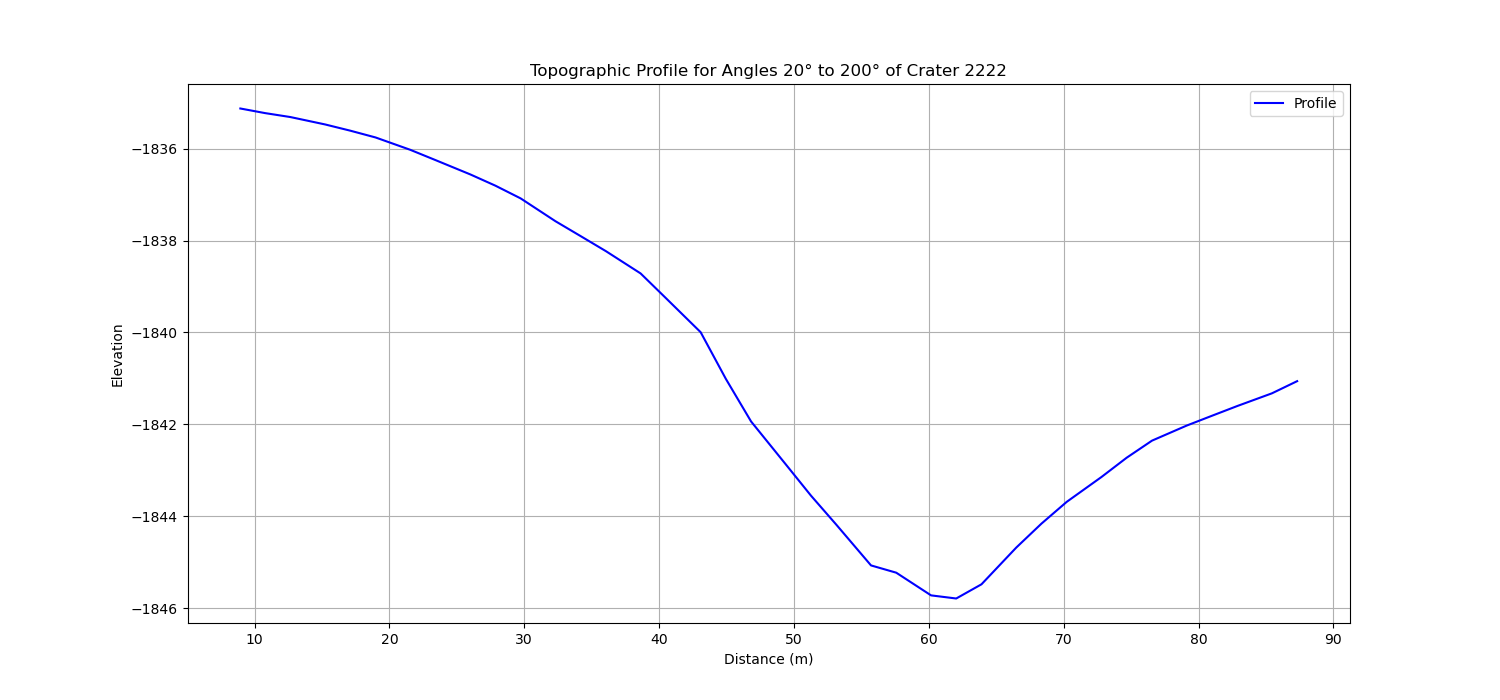 Topographic Profile for Angles 20° to 200° of Crater 2222
Profile
Elevation
−1836
−1838
−1840
−1842
−1844
−1846
10 20 30 40 50 60 70 80 90
Distance (m)